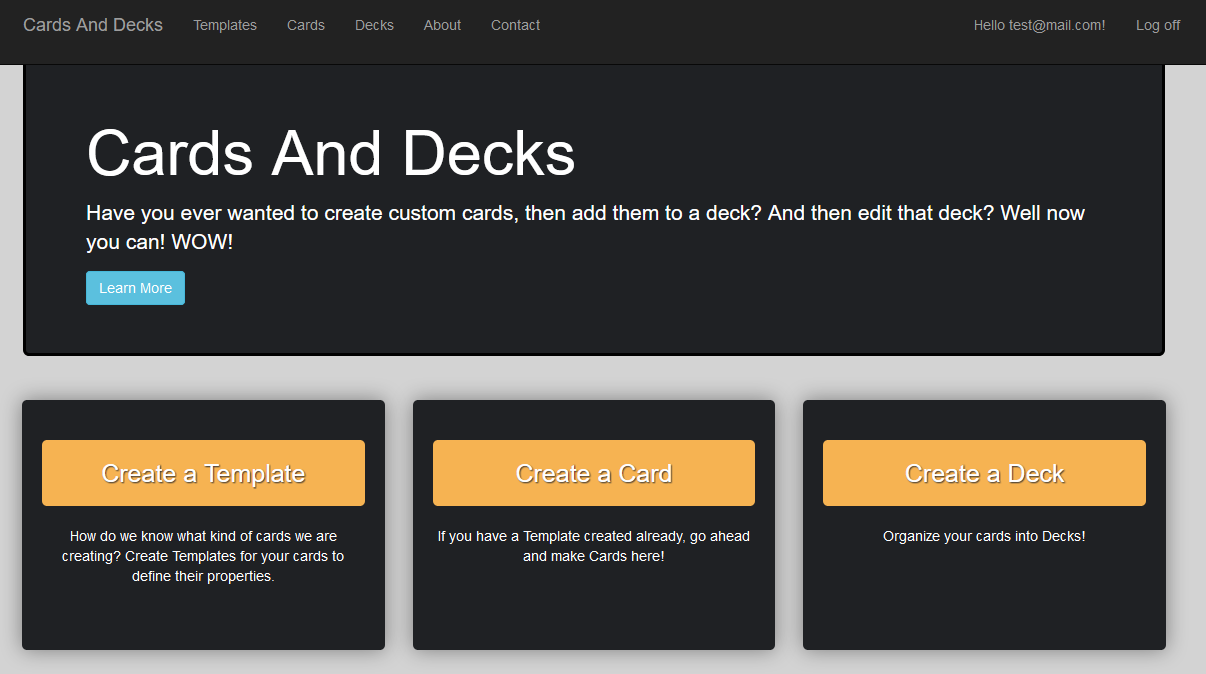 Cards And Decks Templates Cards Decks About Contact Hello test@mail.com! Log off
Cards And Decks
Have you ever wanted to create custom cards, then add them to a deck? And then edit that deck? Well now
you can! WOW!
Learn More
Create a Template
How do we know what kind of cards we are
creating? Create Templates for your cards to
define their properties.
Create a Card
If you have a Template created already, go ahead
and make Cards here!
Create a Deck
Organize your cards into Decks!